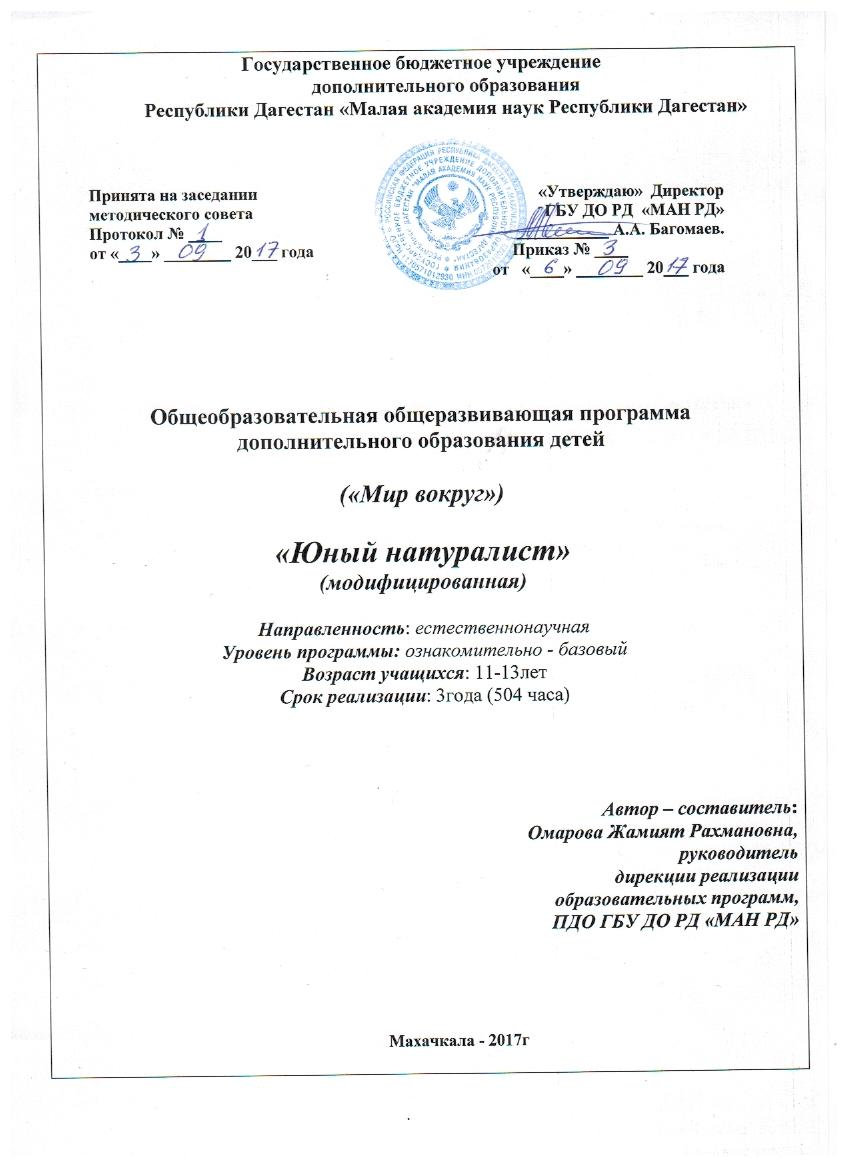 Государственное бюджетное учреждение
дополнительного образования
Республики Дагестан «Малая академия наук Республики Дагестан»
Принята на заседании
методического совета
Протокол № 1
от «3» 09 2017 года
«Утверждаю» Директор
ГБУ ДО РД «МАН РД»
А.А. Багомаев.
Приказ № 3
от «6» 09 2017 года
Общеобразовательная общеразвивающая программа
дополнительного образования детей
(«Мир вокруг»)
«Юный натуралист»
(модифицированная)
Направленность: естественнонаучная
Уровень программы: ознакомительно - базовый
Возраст учащихся: 11-13лет
Срок реализации: 3года (504 часа)
Автор – составитель:
Омарова Жамият Рахмановна,
руководитель
дирекции реализации
образовательных программ,
ПДО ГБУ ДО РД «МАН РД»
Махачкала - 2017г